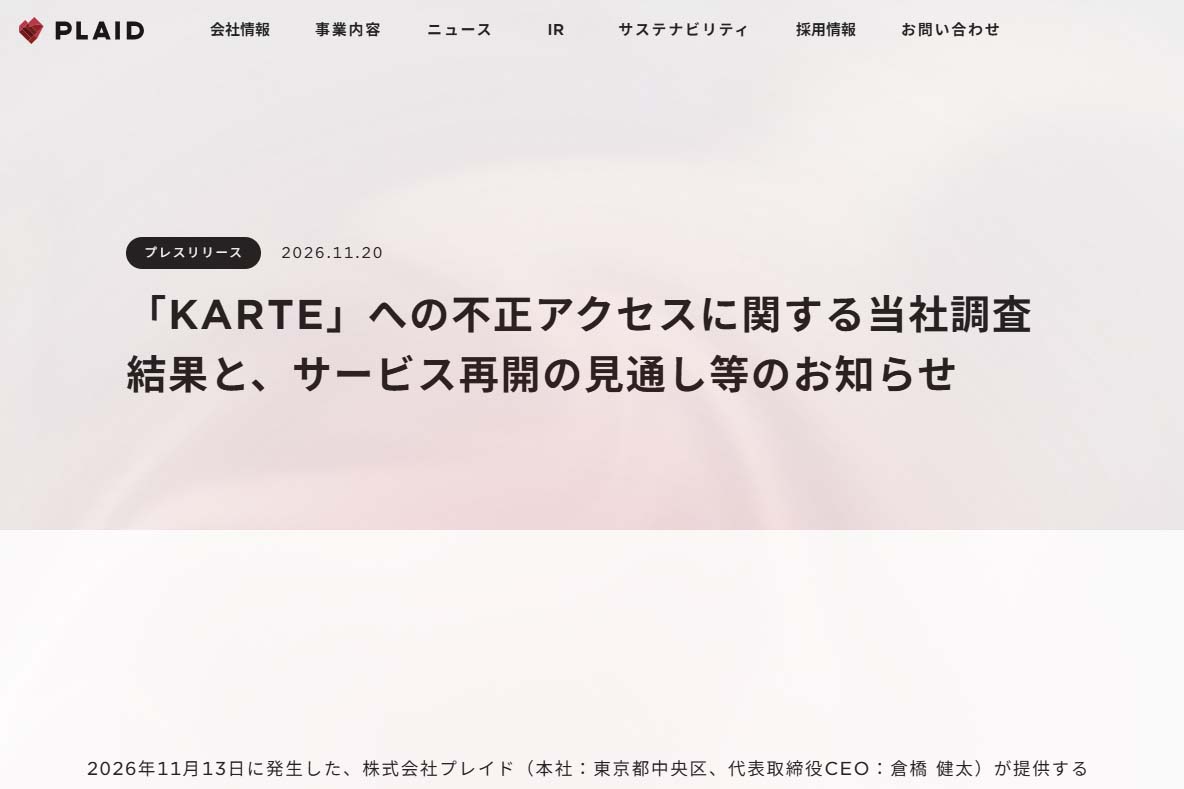 PLAID 会社情報 事業内容 ニュース IR サステナビリティ 採用情報 お問い合わせ
プレスリリース 2026.11.20
「KARTE」への不正アクセスに関する当社調査
結果と、サービス再開の見通し等のお知らせ
2026年11月13日に発生した、株式会社プレイド（本社：東京都中央区、代表取締役CEO：倉橋 健太）が提供する